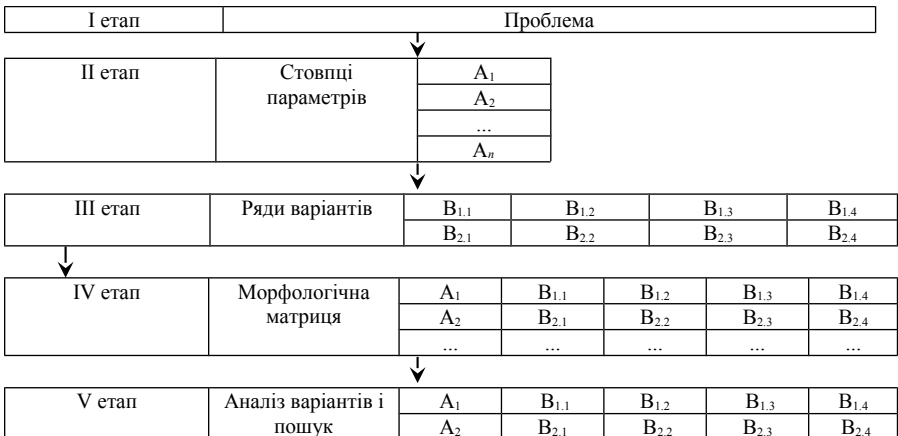 I етап Проблема
II етап Стовпці A₁
параметрів A₂
...
Aₙ
III етап Ряди варіантів B₁.₁ B₁.₂ B₁.₃ B₁.₄
B₂.₁ B₂.₂ B₂.₃ B₂.₄
IV етап Морфологічна A₁ B₁.₁ B₁.₂ B₁.₃ B₁.₄
матриця A₂ B₂.₁ B₂.₂ B₂.₃ B₂.₄
... ... ... ... ...
V етап Аналіз варіантів і A₁ B₁.₁ B₁.₂ B₁.₃ B₁.₄
пошук A₂ B₂.₁ B₂.₂ B₂.₃ B₂.₄